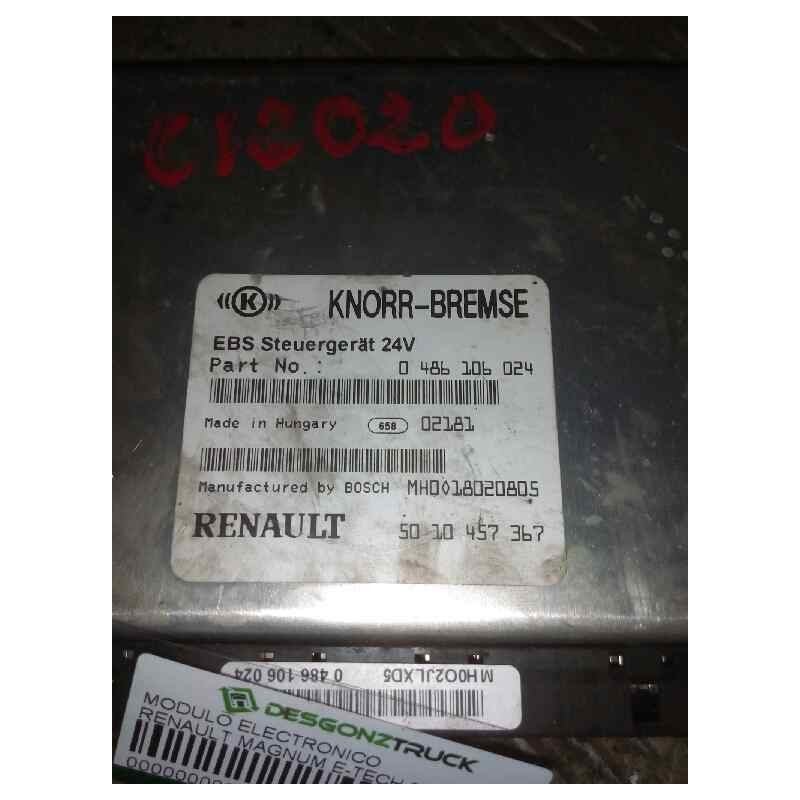 C12020
K KNORR-BREMSE
EBS Steuergerät 24V
Part No.: 0 486 106 024
Made in Hungary 658 02181
Manufactured by BOSCH MH0018020805
RENAULT 50 10 457 367
MH002JLXD5 0 486 106 024
DESGONZTRUCK
MODULO ELECTRONICO
RENAULT MAGNUM E-TECH